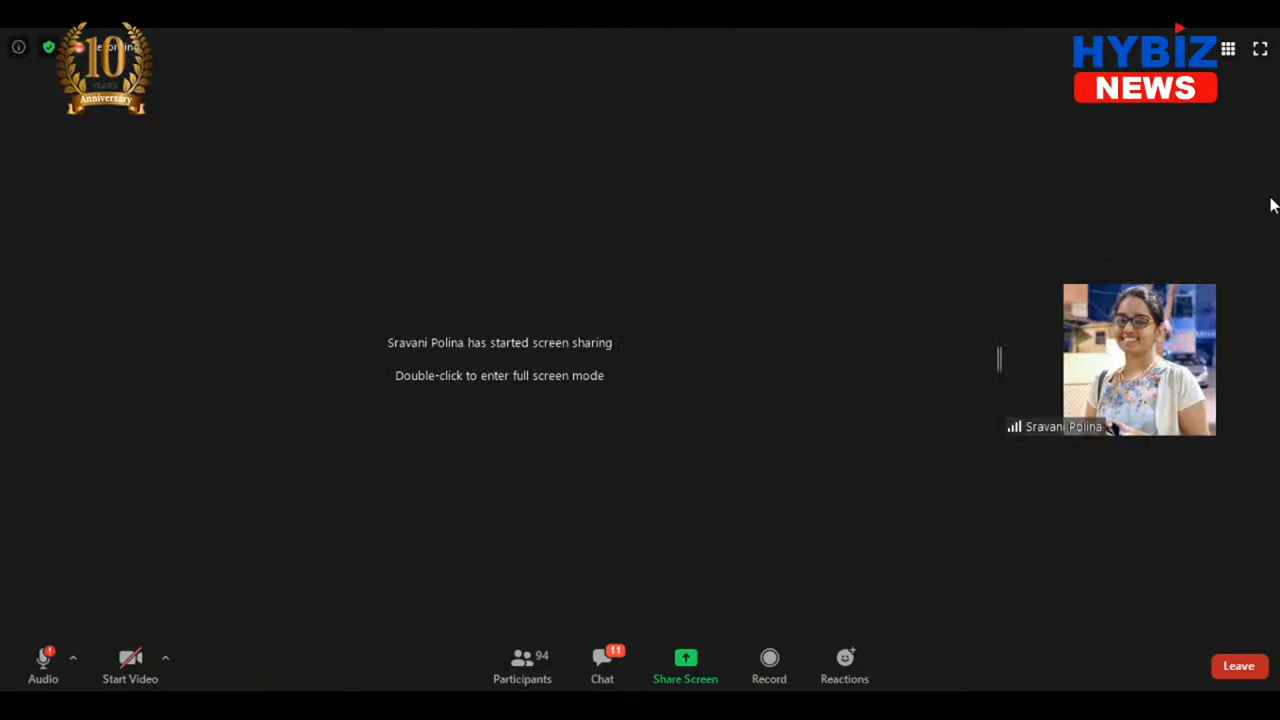 10
YEARS
Anniversary
HYBIZ
NEWS
Sravani Polina has started screen sharing
Double-click to enter full screen mode
Sravani Polina
Audio
Start Video
94
Participants
11
Chat
Share Screen
Record
Reactions
Leave